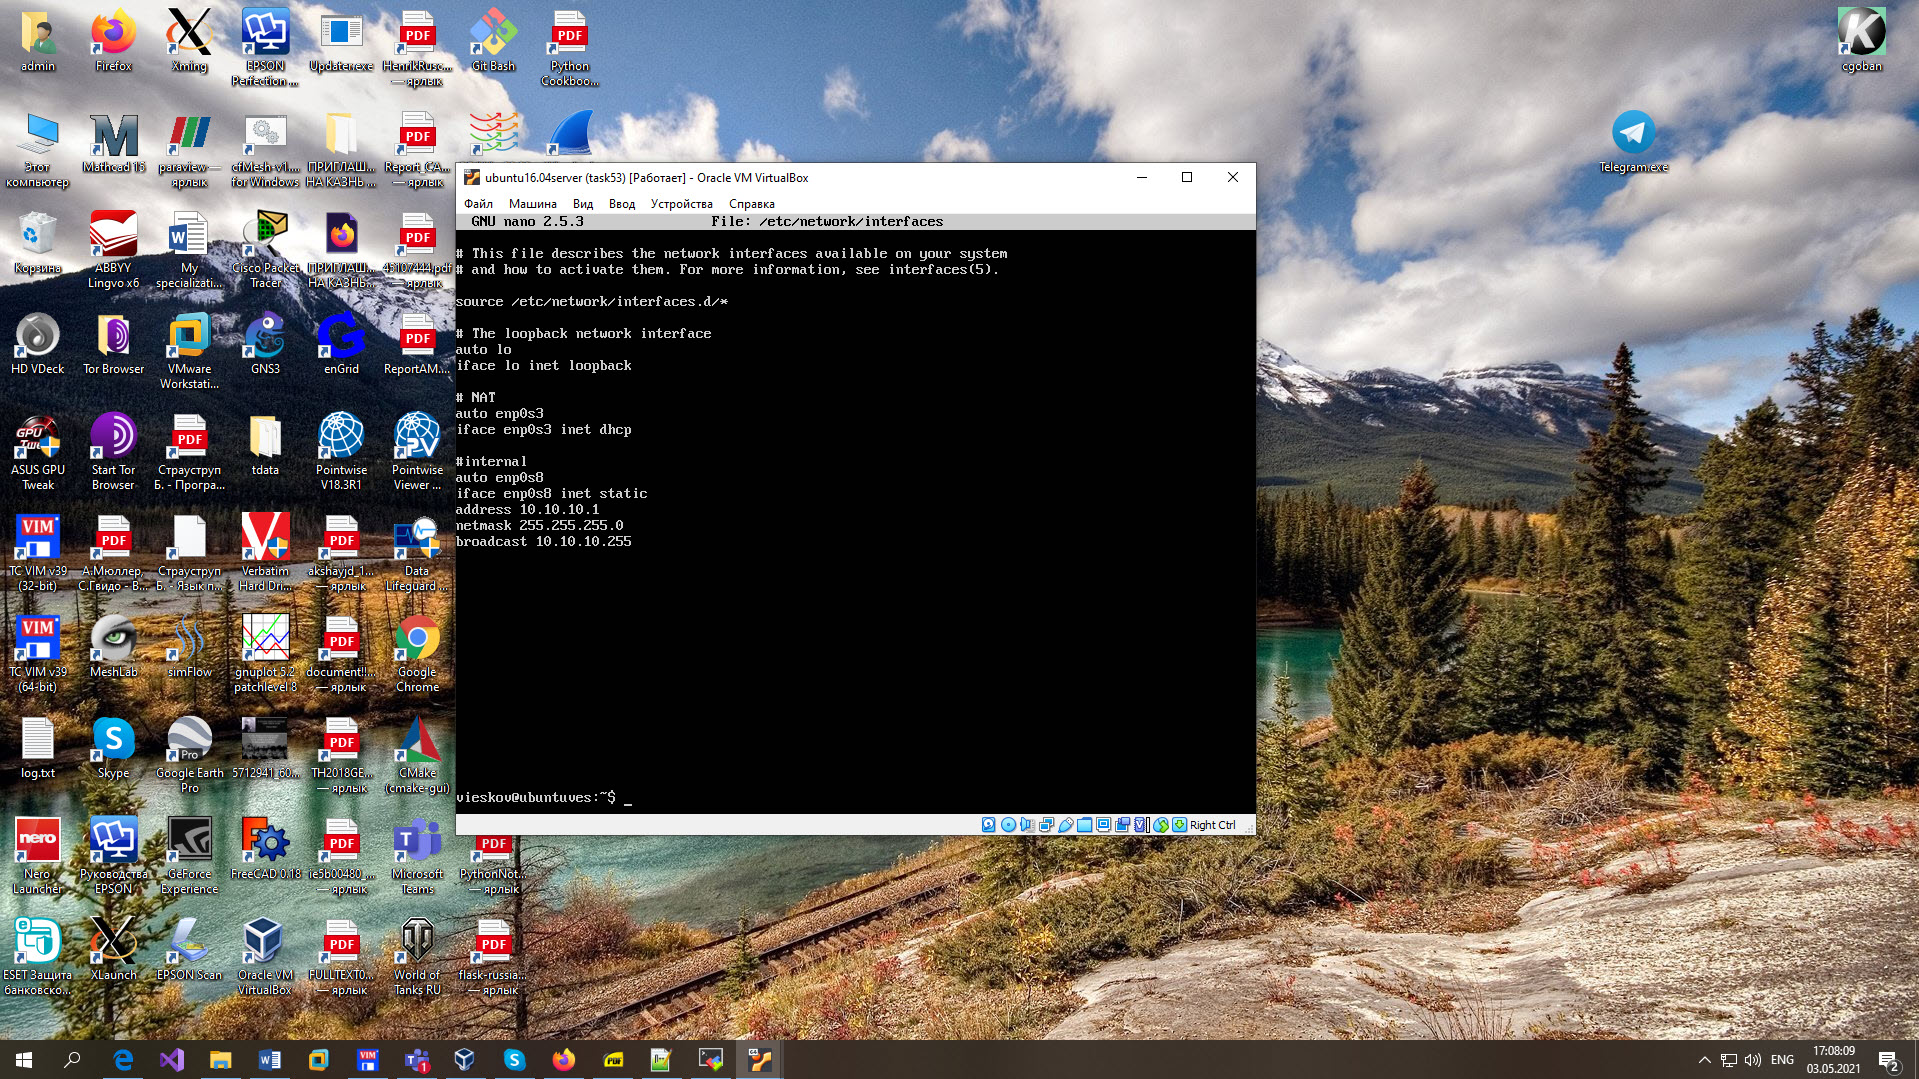 admin
Firefox
Xming
EPSON
Perfection ...
Updater.exe
HenrikRusc...
— ярлык
Git Bash
Python
Cookboo...
cgoban
Этот
компьютер
Mathcad 15
paraview—
ярлык
cfMesh-v1....
for Windows
ПРИГЛАШ...
НА КАЗНЬ ...
Report_CA...
— ярлык
Telegram.exe
Корзина
ABBYY
Lingvo x6
My
specializati...
Cisco Packet
Tracer
ПРИГЛАШ...
НА КАЗНЬ...
45107444.pdf
— ярлык
HD VDeck
Tor Browser
VMware
Workstati...
GNS3
enGrid
ReportAM....
ASUS GPU
Tweak
Start Tor
Browser
Страуструп
Б. - Програ...
tdata
Pointwise
V18.3R1
Pointwise
Viewer ...
TC VIM v39
(32-bit)
А.Мюллер,
С.Гвидо - В...
Страуструп
Б. - Язык п...
Verbatim
Hard Dri...
akshayjd_1...
— ярлык
Data
Lifeguard ...
TC VIM v39
(64-bit)
MeshLab
simFlow
gnuplot 5.2
patchlevel 8
document!!...
— ярлык
Google
Chrome
log.txt
Skype
Google Earth
Pro
5712941_60...
TH2018GE...
— ярлык
CMake
(cmake-gui)
Nero
Launcher
Руководства
EPSON
GeForce
Experience
FreeCAD 0.18
ie5b00480_...
— ярлык
Microsoft
Teams
PythonNot...
— ярлык
ESET Защита
банковско...
XLaunch
EPSON Scan
Oracle VM
VirtualBox
FULLTEXT0...
— ярлык
World of
Tanks RU
flask-russia...
— ярлык
ubuntu16.04server (task53) [Работает] - Oracle VM VirtualBox
Файл Машина Вид Ввод Устройства Справка
GNU nano 2.5.3 File: /etc/network/interfaces
# This file describes the network interfaces available on your system
# and how to activate them. For more information, see interfaces(5).
source /etc/network/interfaces.d/*
# The loopback network interface
auto lo
iface lo inet loopback
# NAT
auto enp0s3
iface enp0s3 inet dhcp
#internal
auto enp0s8
iface enp0s8 inet static
address 10.10.10.1
netmask 255.255.255.0
broadcast 10.10.10.255
vieskov@ubuntuves:~$ _
Right Ctrl
ENG
17:08:09
03.05.2021
2